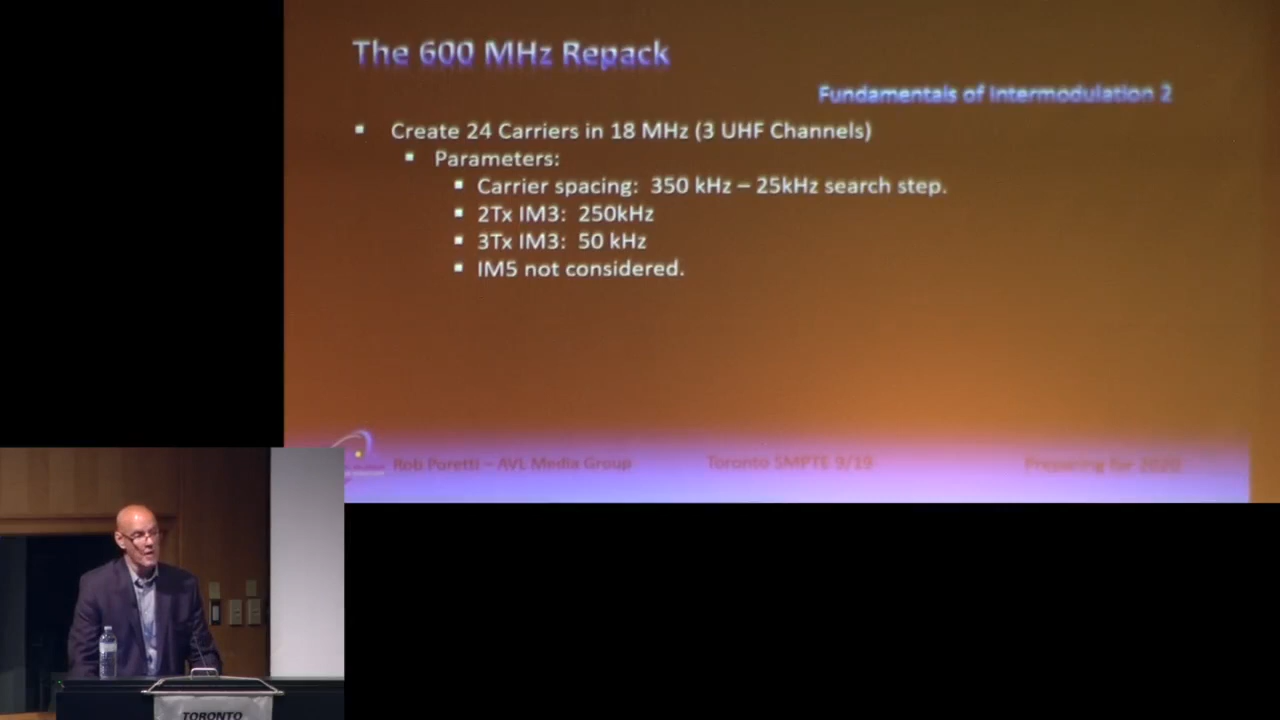 The 600 MHz Repack
Fundamentals of Intermodulation 2
Create 24 Carriers in 18 MHz (3 UHF Channels)
Parameters:
Carrier spacing: 350 kHz – 25kHz search step.
2Tx IM3: 250kHz
3Tx IM3: 50 kHz
IM5 not considered.
Rob Poretti – AVL Media Group
Toronto SMPTE 9/19
Preparing for 2020
TORONTO